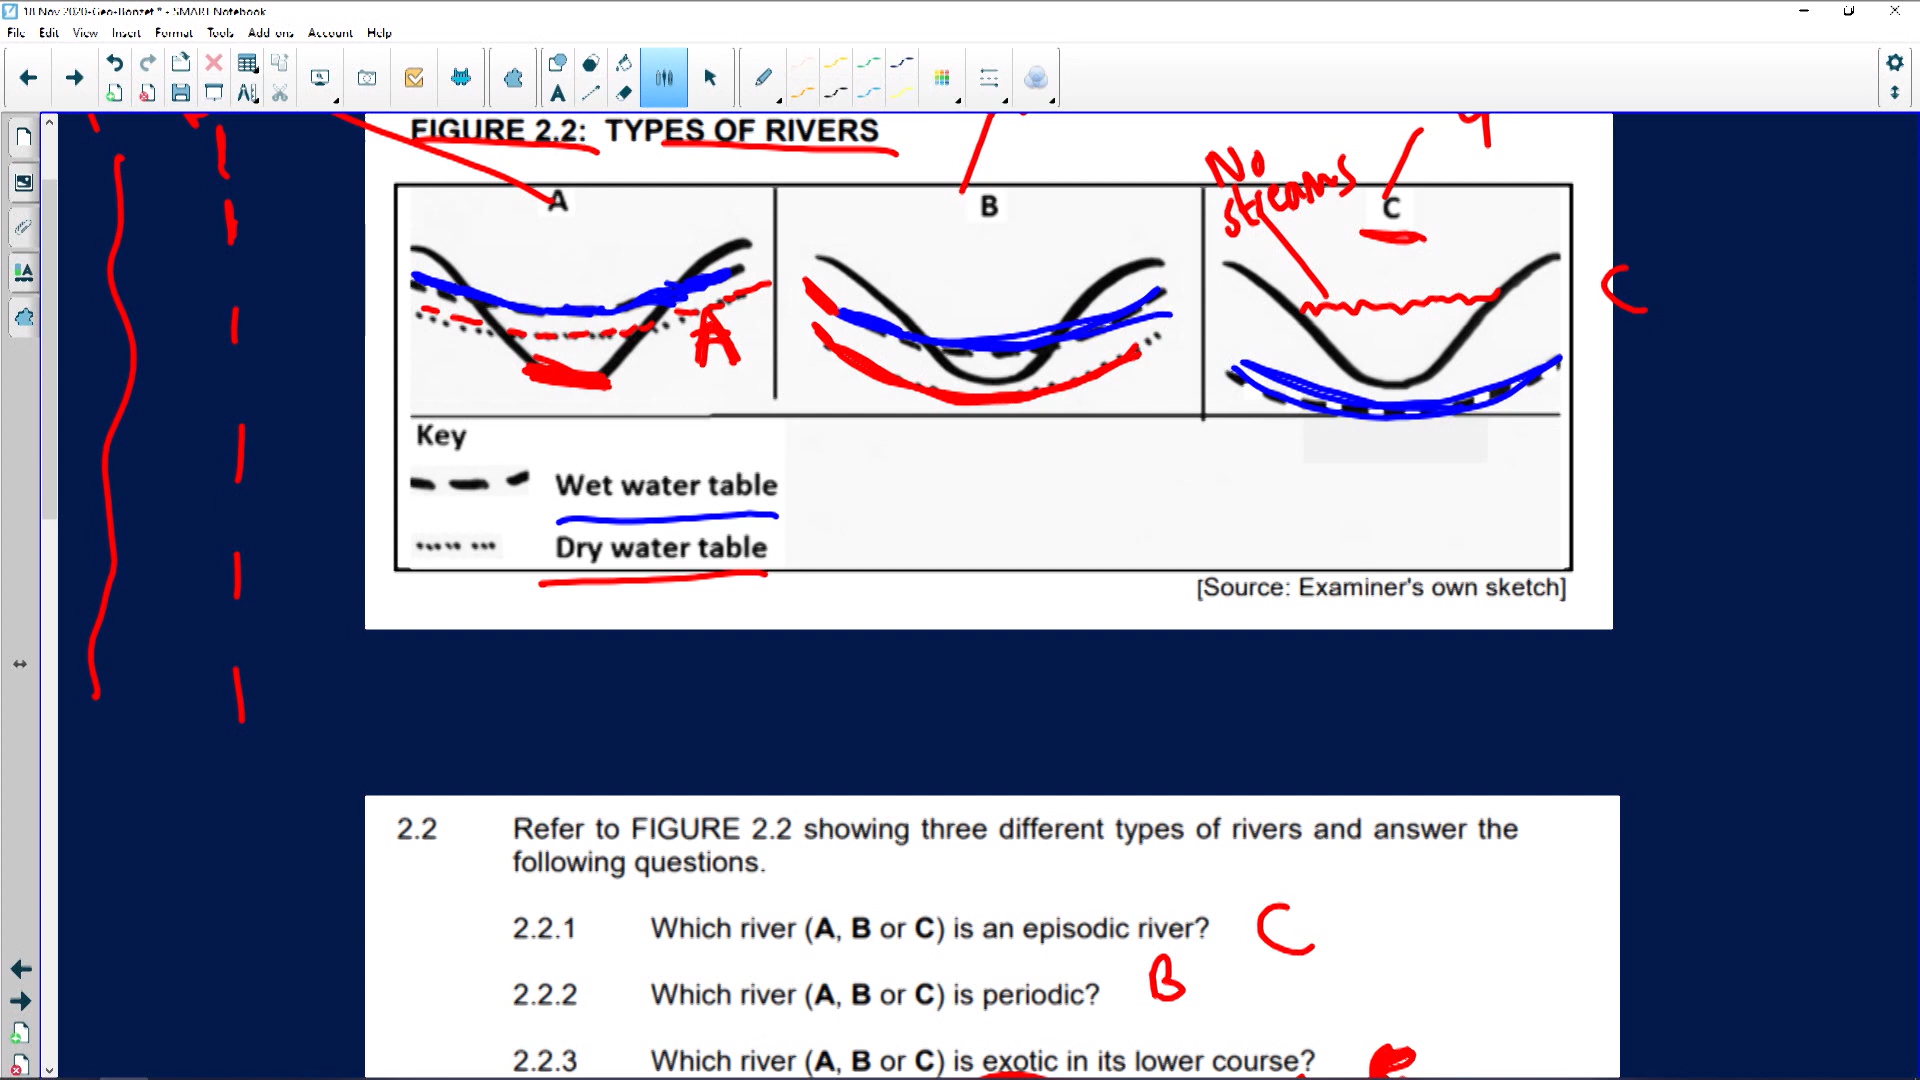 18 Nov 2020-Geo-Bonzet * - SMART Notebook
File Edit View Insert Format Tools Add-ons Account Help
FIGURE 2.2: TYPES OF RIVERS
No
streams
A
B
C
A
C
Key
Wet water table
Dry water table
[Source: Examiner's own sketch]
2.2 Refer to FIGURE 2.2 showing three different types of rivers and answer the
following questions.
2.2.1 Which river (A, B or C) is an episodic river? C
2.2.2 Which river (A, B or C) is periodic? B
2.2.3 Which river (A, B or C) is exotic in its lower course?